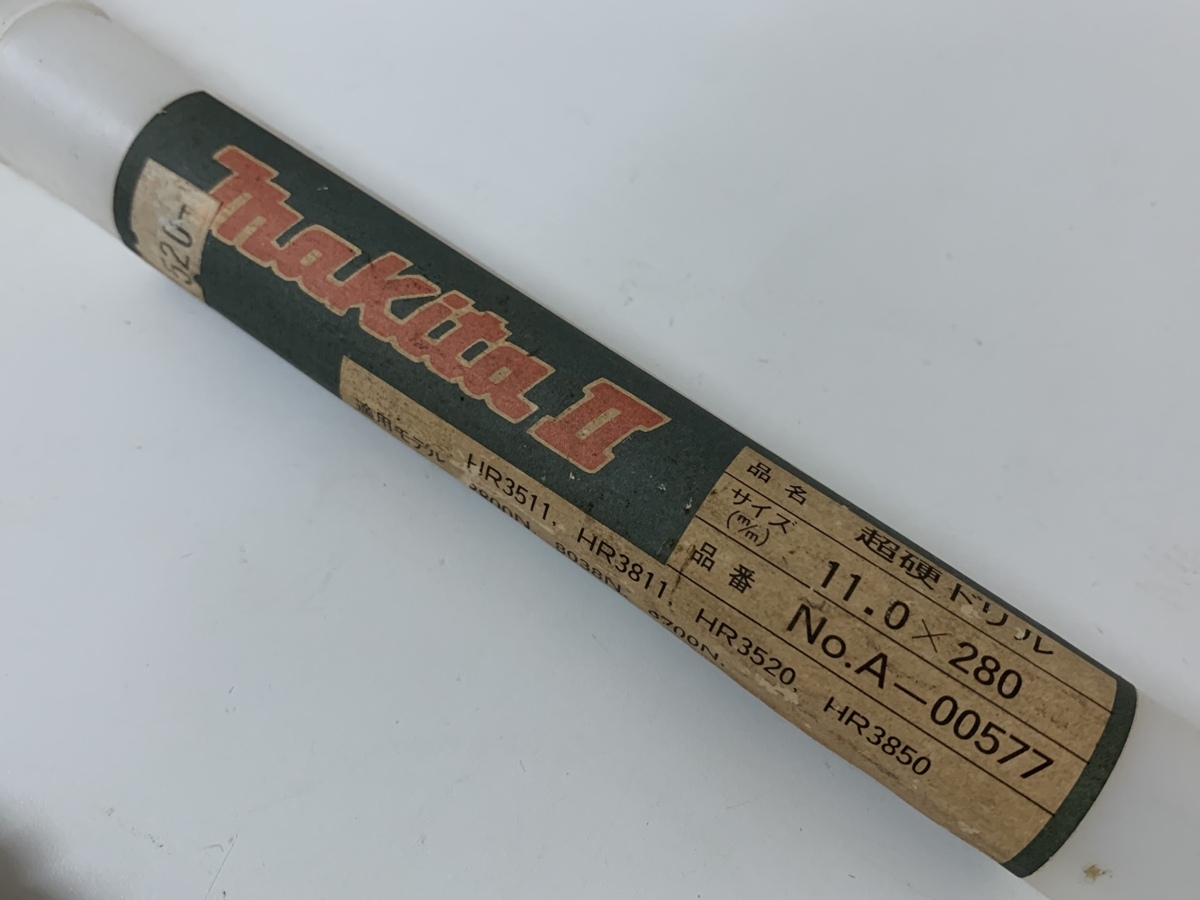 makita II
520
品名 超硬ドリル
サイズ(m/m) 11.0×280
品番 No.A-00577
適用モデル HR3511, HR3811, HR3520, HR3850
8038N